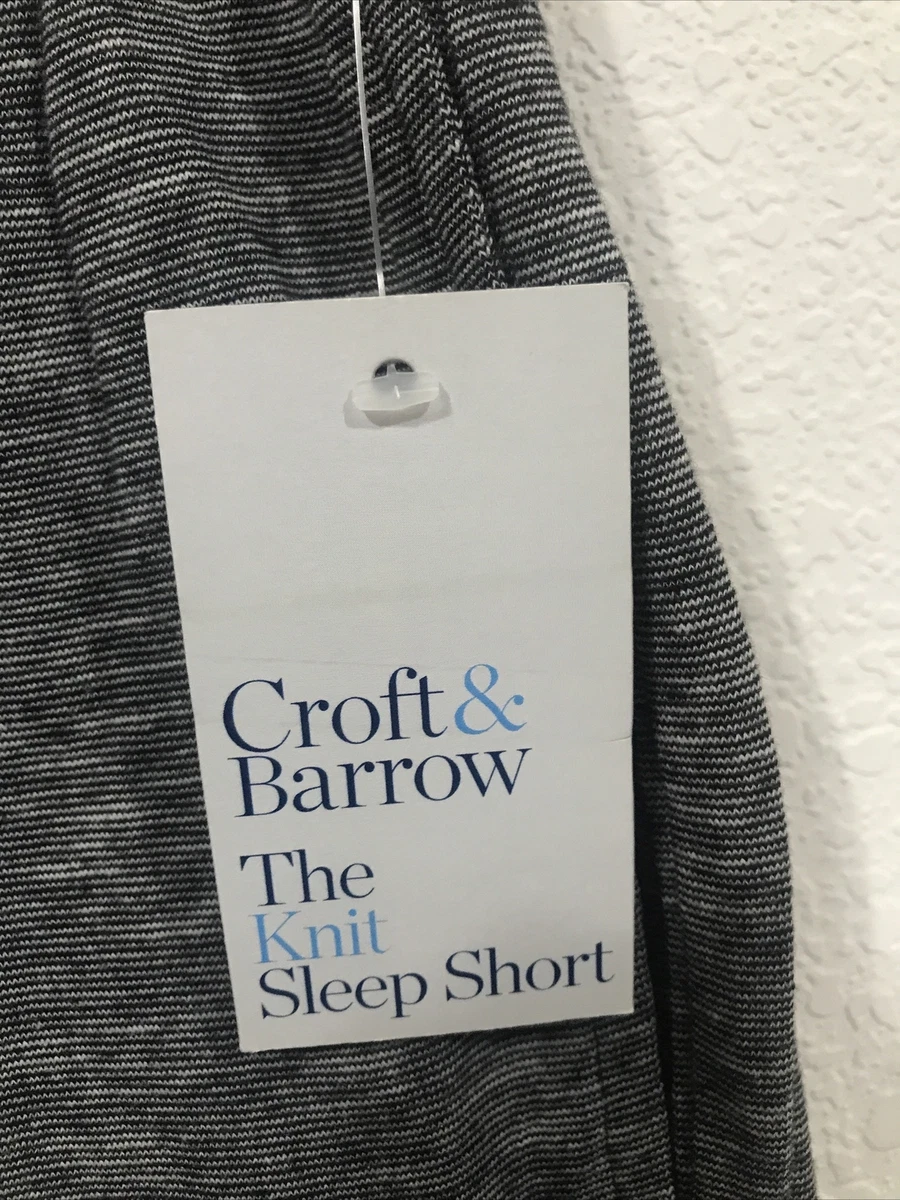 Croft &
Barrow
The
Knit
Sleep Short